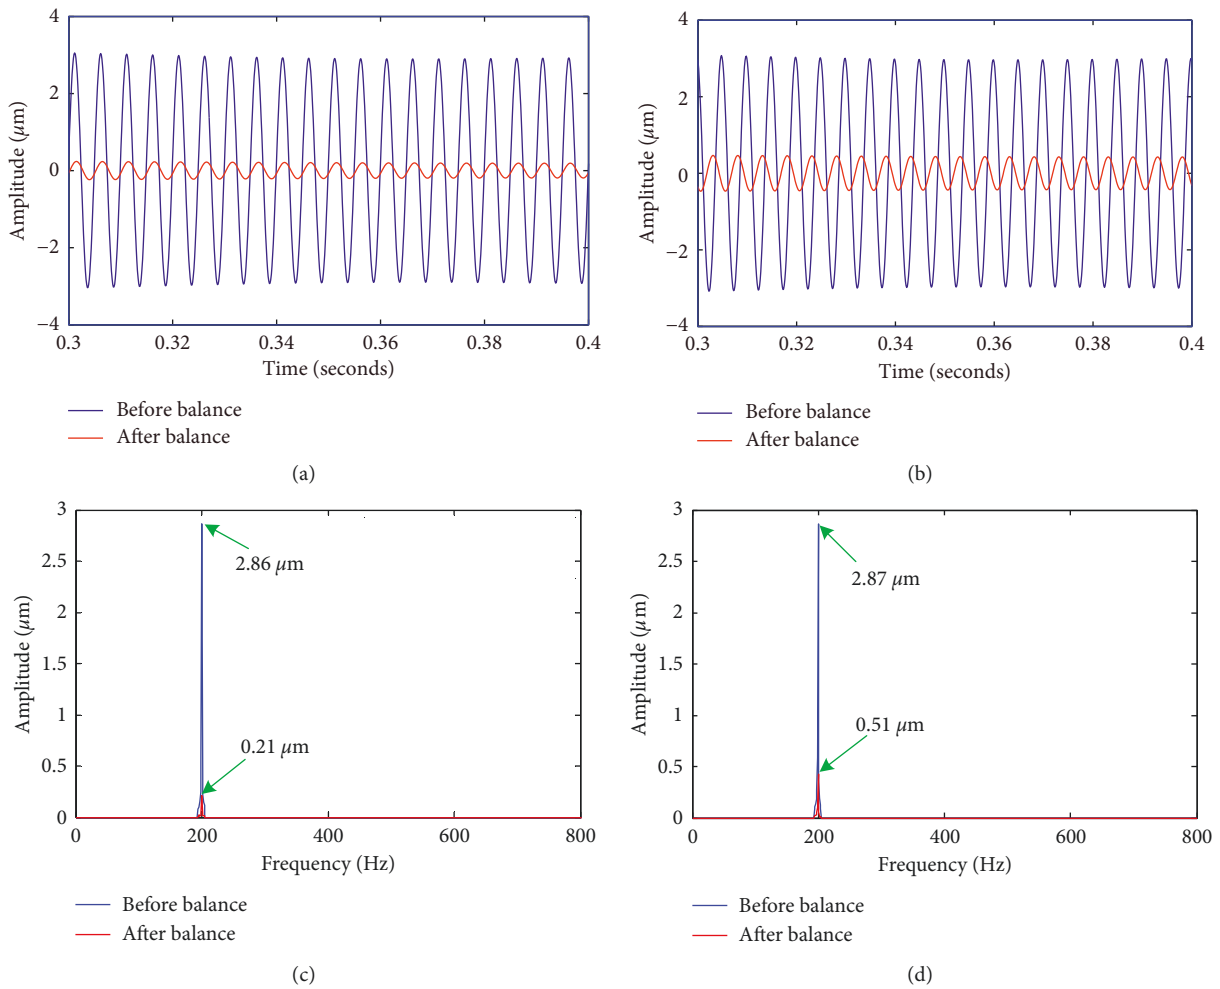 4
2
0
−2
−4
Amplitude (μm)
0.3 0.32 0.34 0.36 0.38 0.4
Time (seconds)
Before balance
After balance
(a)
4
2
0
−2
−4
Amplitude (μm)
0.3 0.32 0.34 0.36 0.38 0.4
Time (seconds)
Before balance
After balance
(b)
3
2.5
2
1.5
1
0.5
0
Amplitude (μm)
2.86 μm
0.21 μm
0 200 400 600 800
Frequency (Hz)
Before balance
After balance
(c)
3
2.5
2
1.5
1
0.5
0
Amplitude (μm)
2.87 μm
0.51 μm
0 200 400 600 800
Frequency (Hz)
Before balance
After balance
(d)